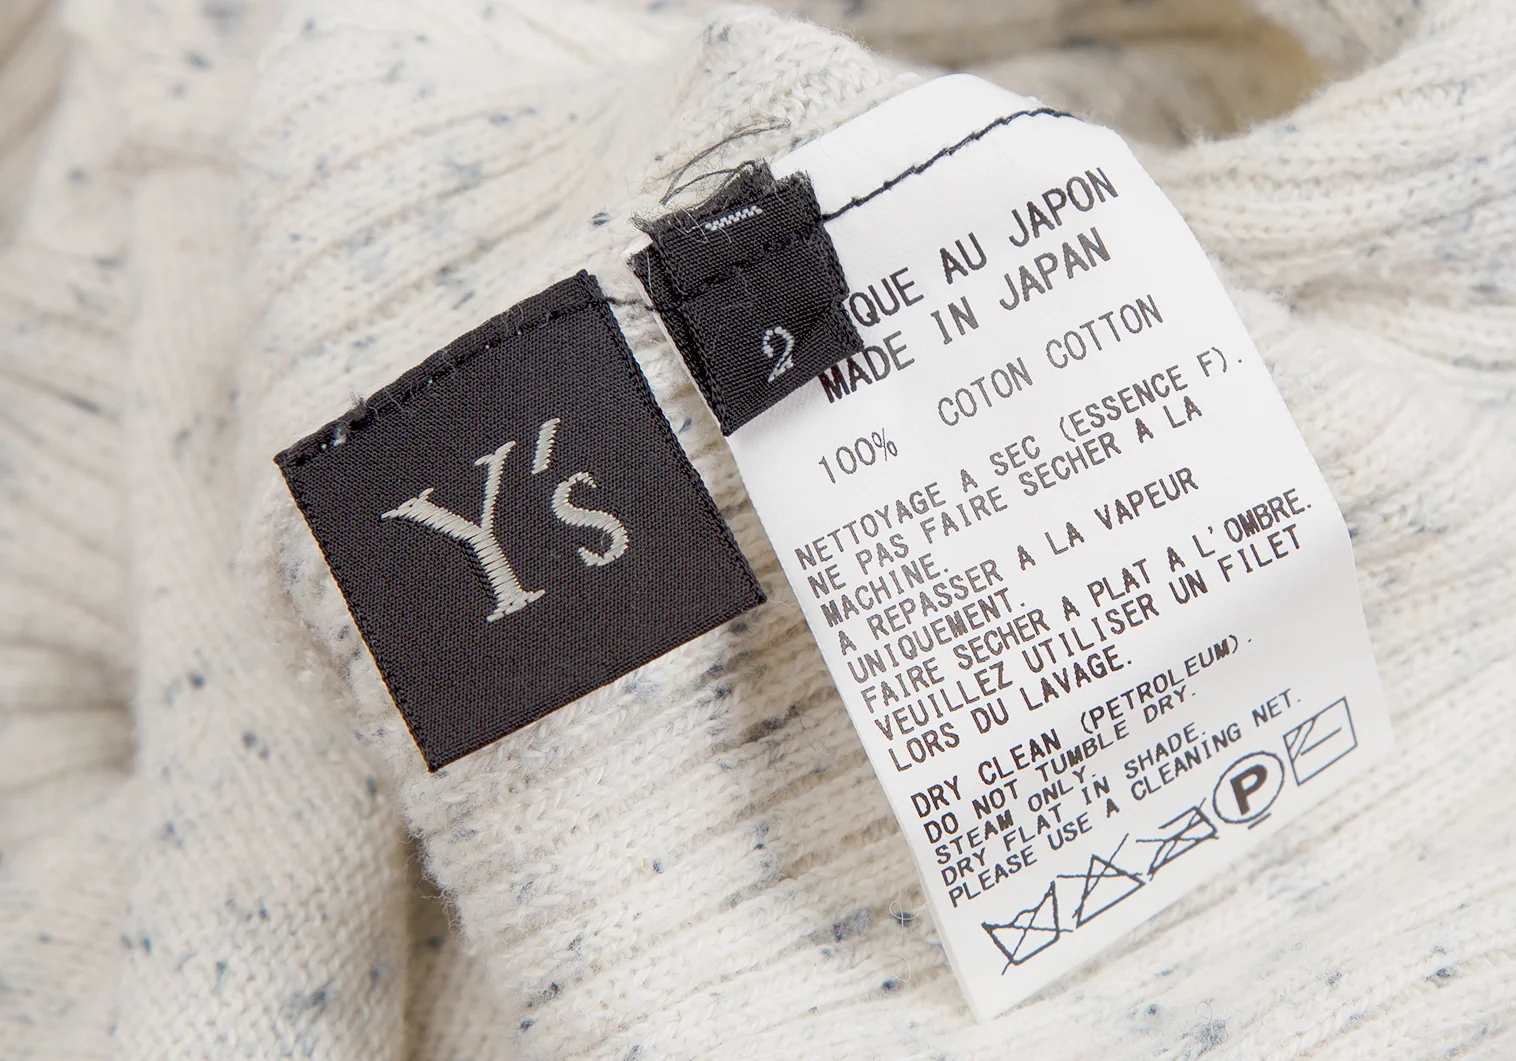 Y's
2
QUE AU JAPON
MADE IN JAPAN
100% COTON COTTON
NETTOYAGE A SEC (ESSENCE F).
NE PAS FAIRE SECHER A LA
MACHINE.
A REPASSER A LA VAPEUR
UNIQUEMENT.
FAIRE SECHER A PLAT A L'OMBRE.
VEUILLEZ UTILISER UN FILET
LORS DU LAVAGE.
DRY CLEAN (PETROLEUM).
DO NOT TUMBLE DRY.
STEAM ONLY.
DRY FLAT IN SHADE.
PLEASE USE A CLEANING NET.
P